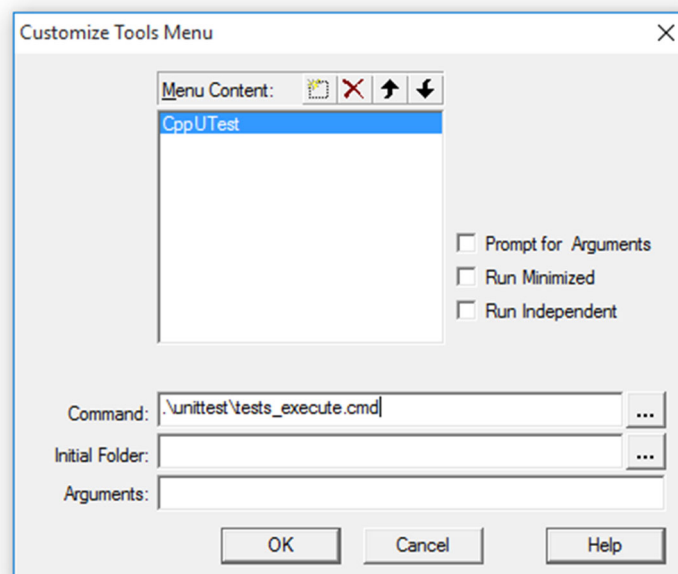 Customize Tools Menu
Menu Content:
CppUTest
Prompt for Arguments
Run Minimized
Run Independent
Command: .\unittest\tests_execute.cmd ...
Initial Folder: ...
Arguments:
OK Cancel Help